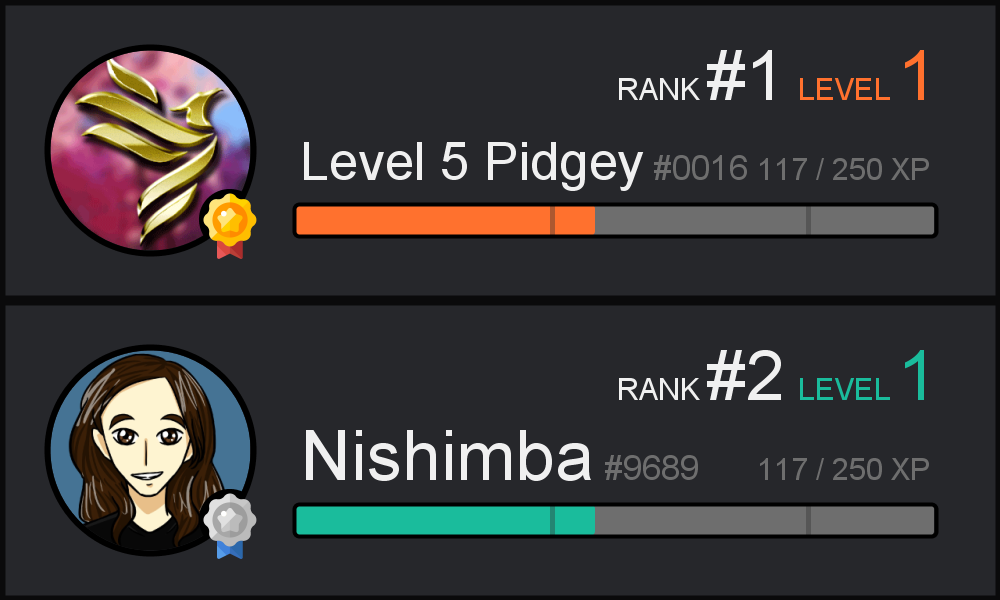 RANK #1 LEVEL 1
Level 5 Pidgey #0016 117 / 250 XP
RANK #2 LEVEL 1
Nishimba #9689 117 / 250 XP